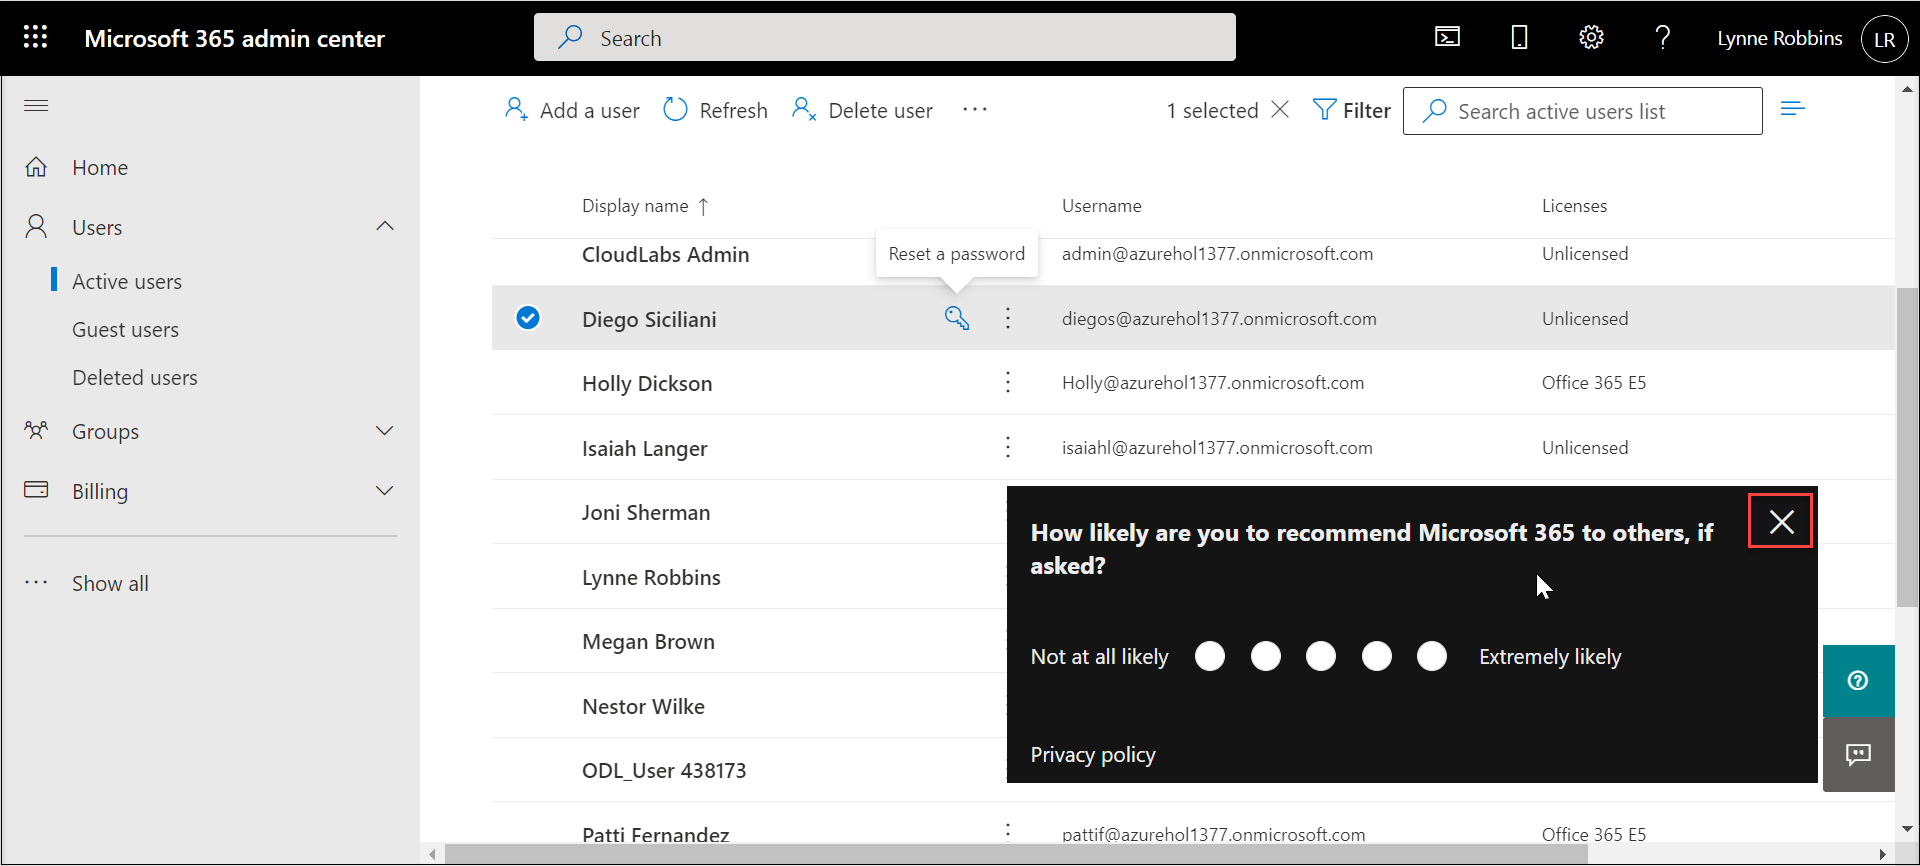 Microsoft 365 admin center
Search
Lynne Robbins
LR
Home
Users
Active users
Guest users
Deleted users
Groups
Billing
Show all
Add a user
Refresh
Delete user
1 selected
Filter
Search active users list
Display name ↑
Username
Licenses
CloudLabs Admin
Reset a password
admin@azurehol1377.onmicrosoft.com
Unlicensed
Diego Siciliani
diegos@azurehol1377.onmicrosoft.com
Unlicensed
Holly Dickson
Holly@azurehol1377.onmicrosoft.com
Office 365 E5
Isaiah Langer
isaiahl@azurehol1377.onmicrosoft.com
Unlicensed
Joni Sherman
Lynne Robbins
Megan Brown
Nestor Wilke
ODL_User 438173
Patti Fernandez
pattif@azurehol1377.onmicrosoft.com
Office 365 E5
How likely are you to recommend Microsoft 365 to others, if
asked?
Not at all likely
Extremely likely
Privacy policy